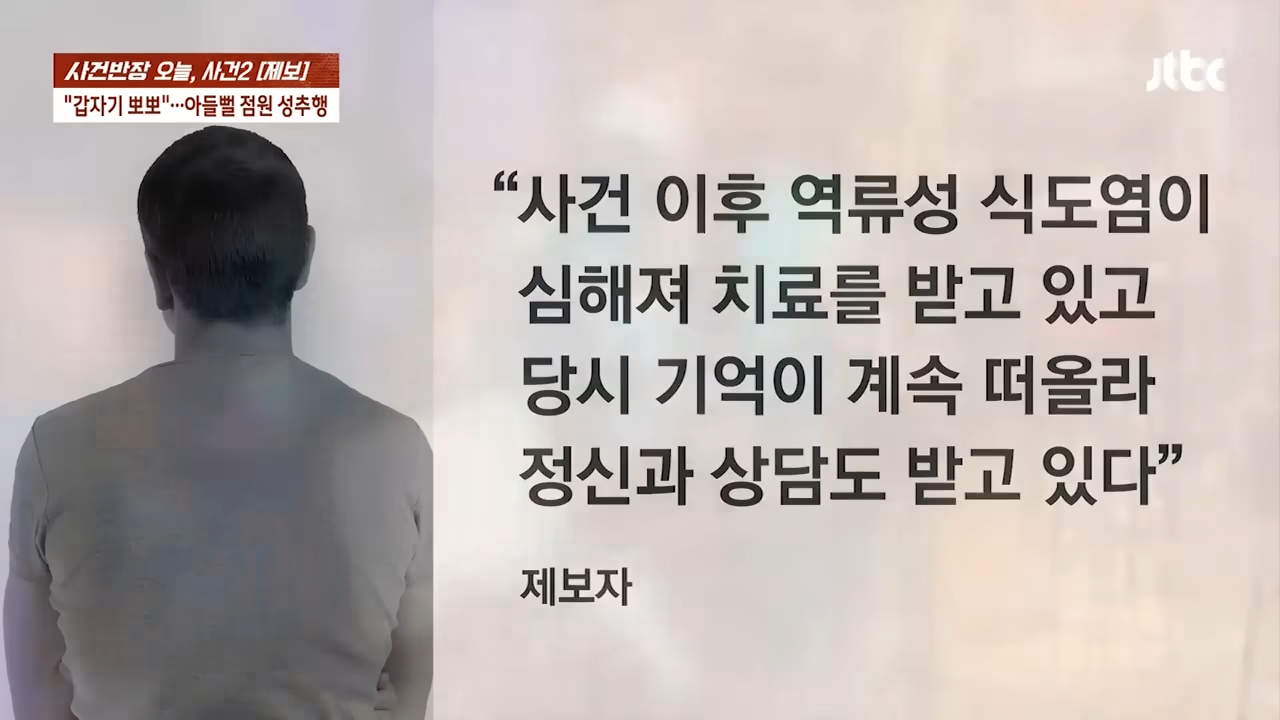 사건반장 오늘, 사건2 [제보]
"갑자기 뽀뽀"…아들뻘 점원 성추행
jtbc
“사건 이후 역류성 식도염이
심해져 치료를 받고 있고
당시 기억이 계속 떠올라
정신과 상담도 받고 있다”
제보자